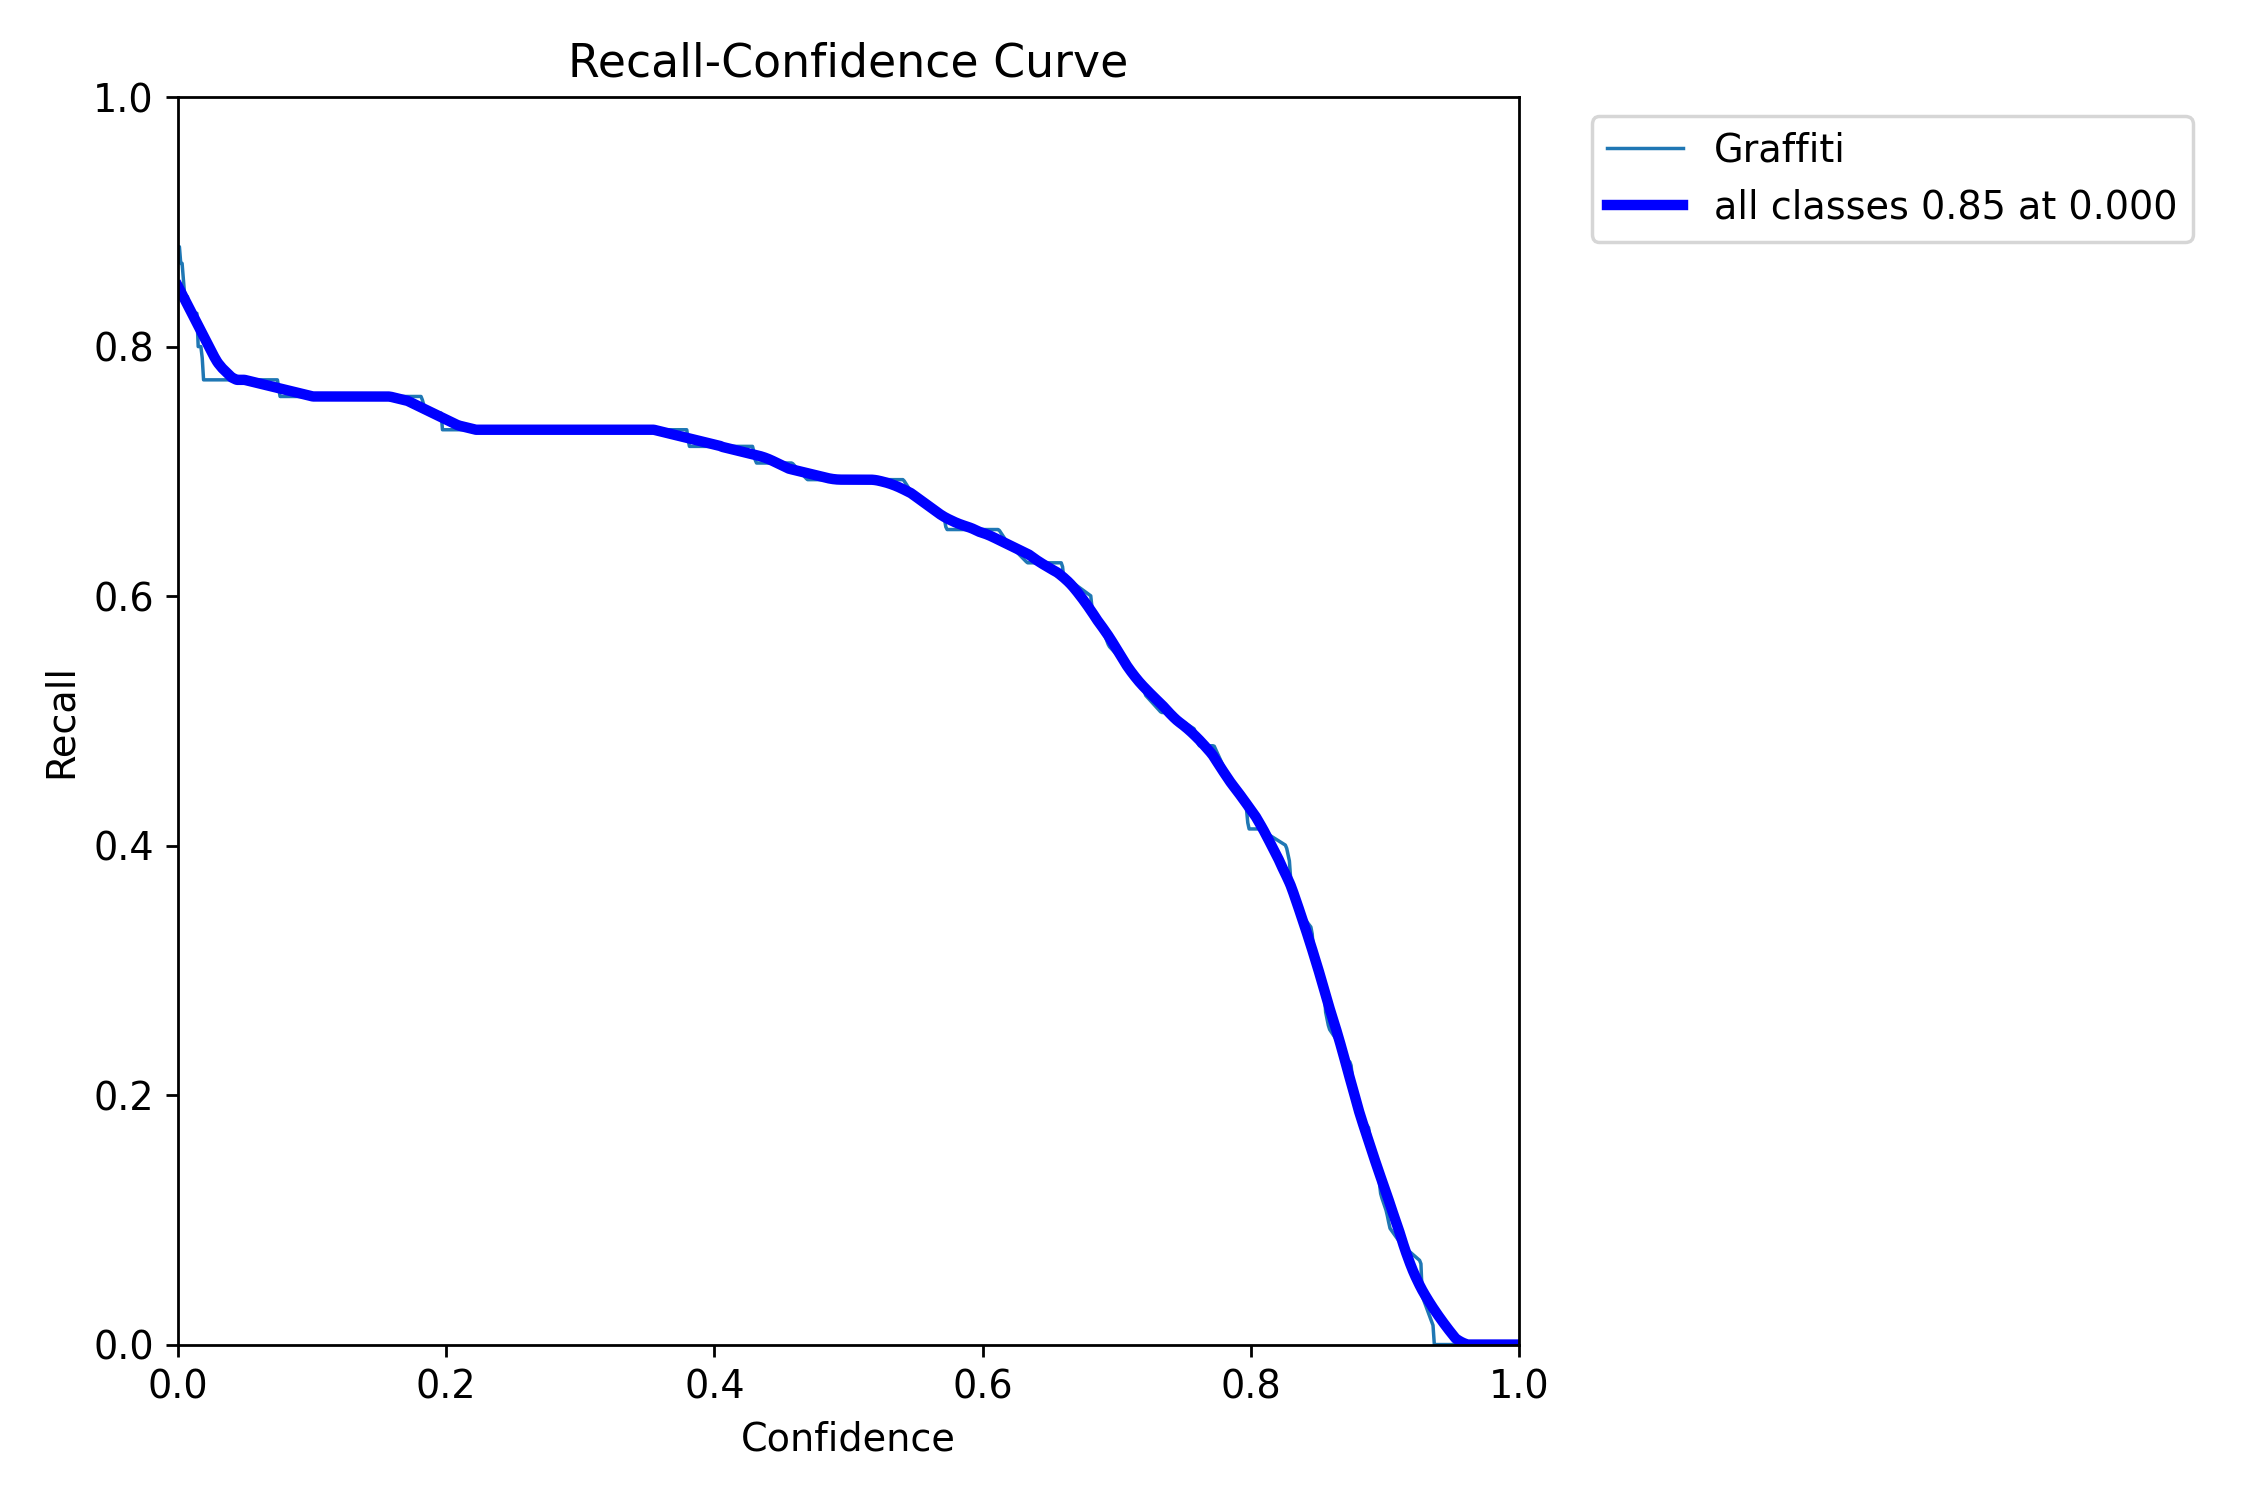 Recall-Confidence Curve
1.0
0.8
0.6
0.4
0.2
0.0
Recall
0.0 0.2 0.4 0.6 0.8 1.0
Confidence
Graffiti
all classes 0.85 at 0.000